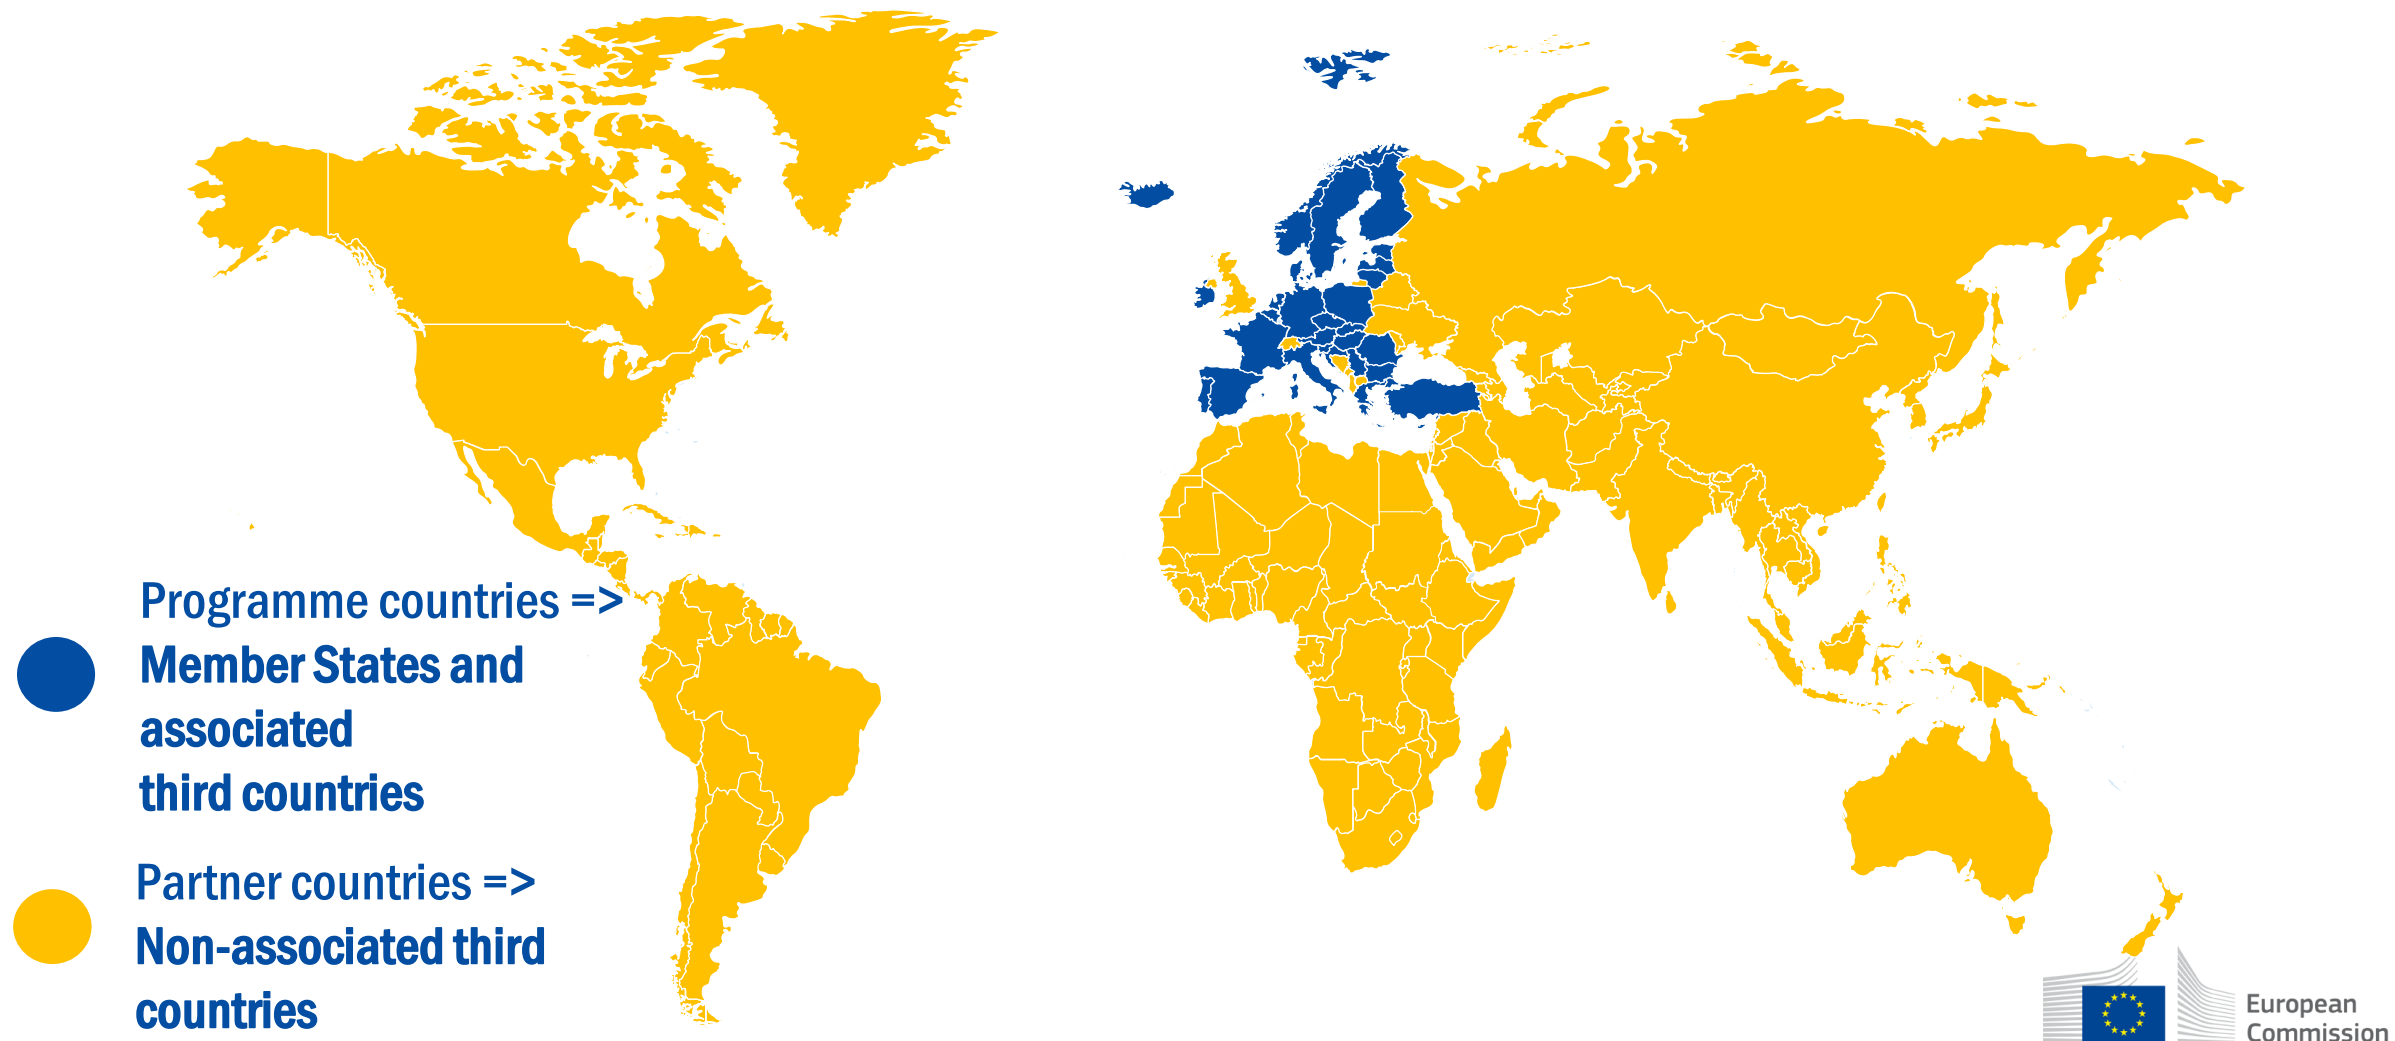 Programme countries =>
Member States and
associated
third countries
Partner countries =>
Non-associated third
countries
European
Commission